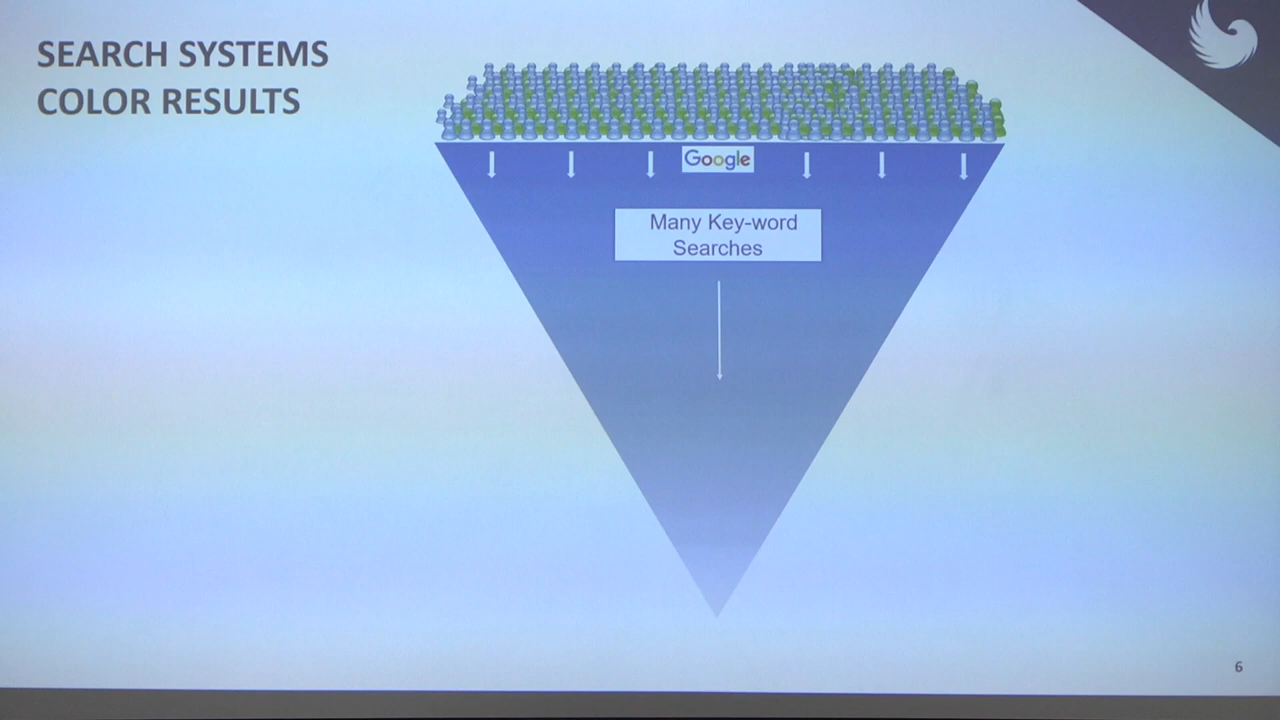 SEARCH SYSTEMS
COLOR RESULTS
Google
Many Key-word
Searches
6